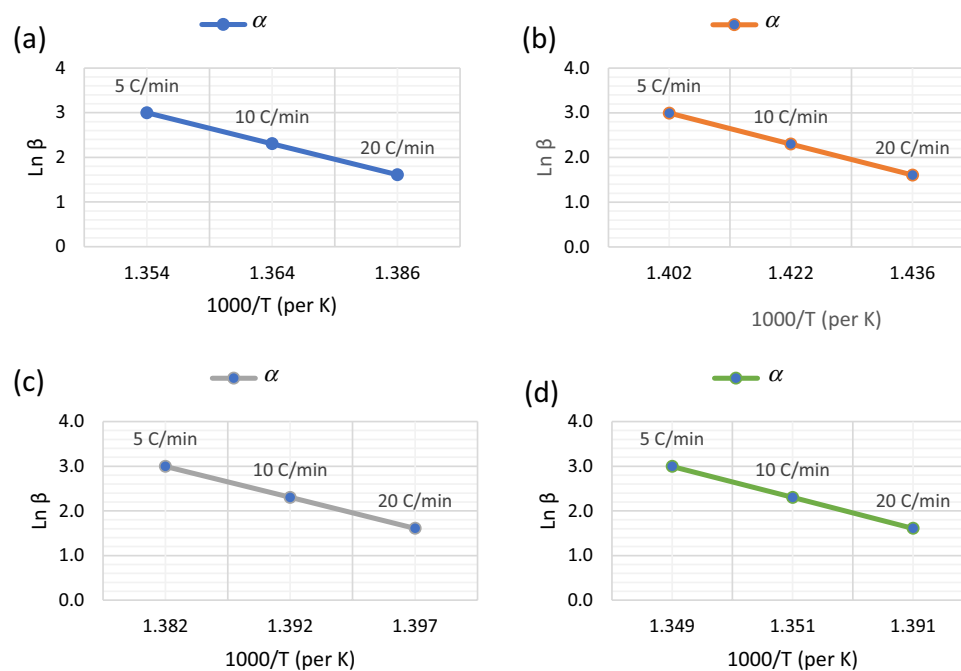 (a)
α
4
3
2
1
0
Ln β
5 C/min
10 C/min
20 C/min
1.354 1.364 1.386
1000/T (per K)
(b)
α
4.0
3.0
2.0
1.0
0.0
Ln β
5 C/min
10 C/min
20 C/min
1.402 1.422 1.436
1000/T (per K)
(c)
α
4.0
3.0
2.0
1.0
0.0
Ln β
5 C/min
10 C/min
20 C/min
1.382 1.392 1.397
1000/T (per K)
(d)
α
4.0
3.0
2.0
1.0
0.0
Ln β
5 C/min
10 C/min
20 C/min
1.349 1.351 1.391
1000/T (per K)